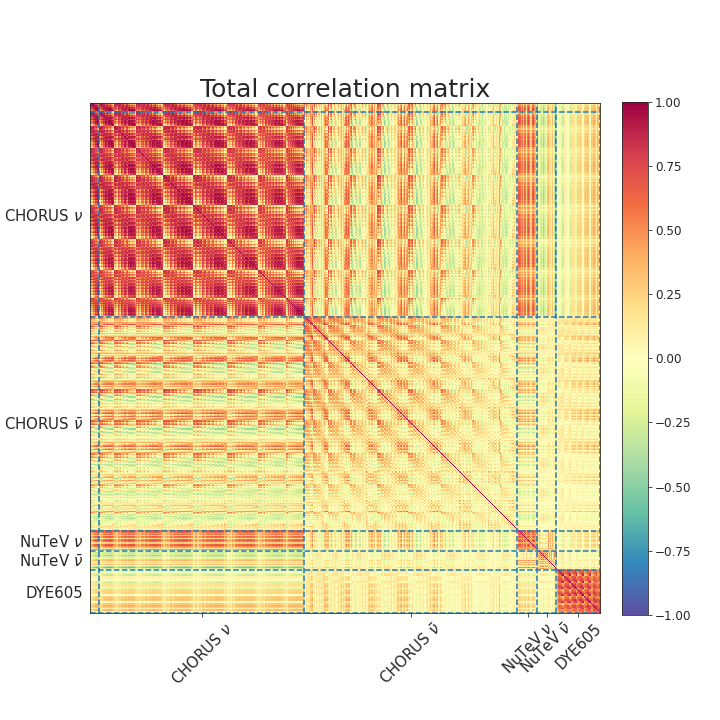 Total correlation matrix
CHORUS ν
CHORUS ν̄
NuTeV ν
NuTeV ν̄
DYE605
CHORUS ν
CHORUS ν̄
NuTeV ν
NuTeV ν̄
DYE605
1.00
0.75
0.50
0.25
0.00
−0.25
−0.50
−0.75
−1.00